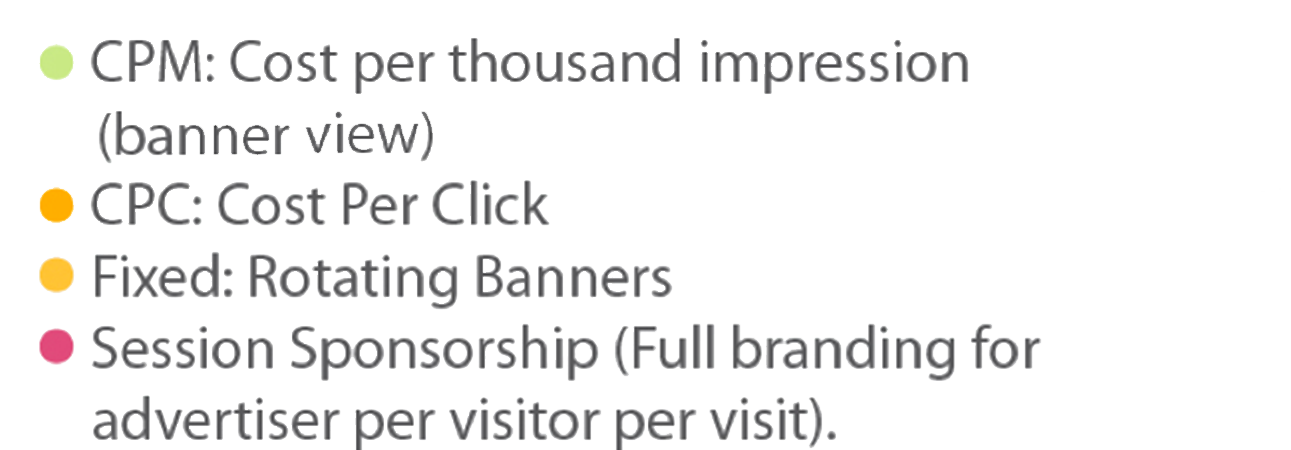 CPM: Cost per thousand impression
(banner view)
CPC: Cost Per Click
Fixed: Rotating Banners
Session Sponsorship (Full branding for
advertiser per visitor per visit).